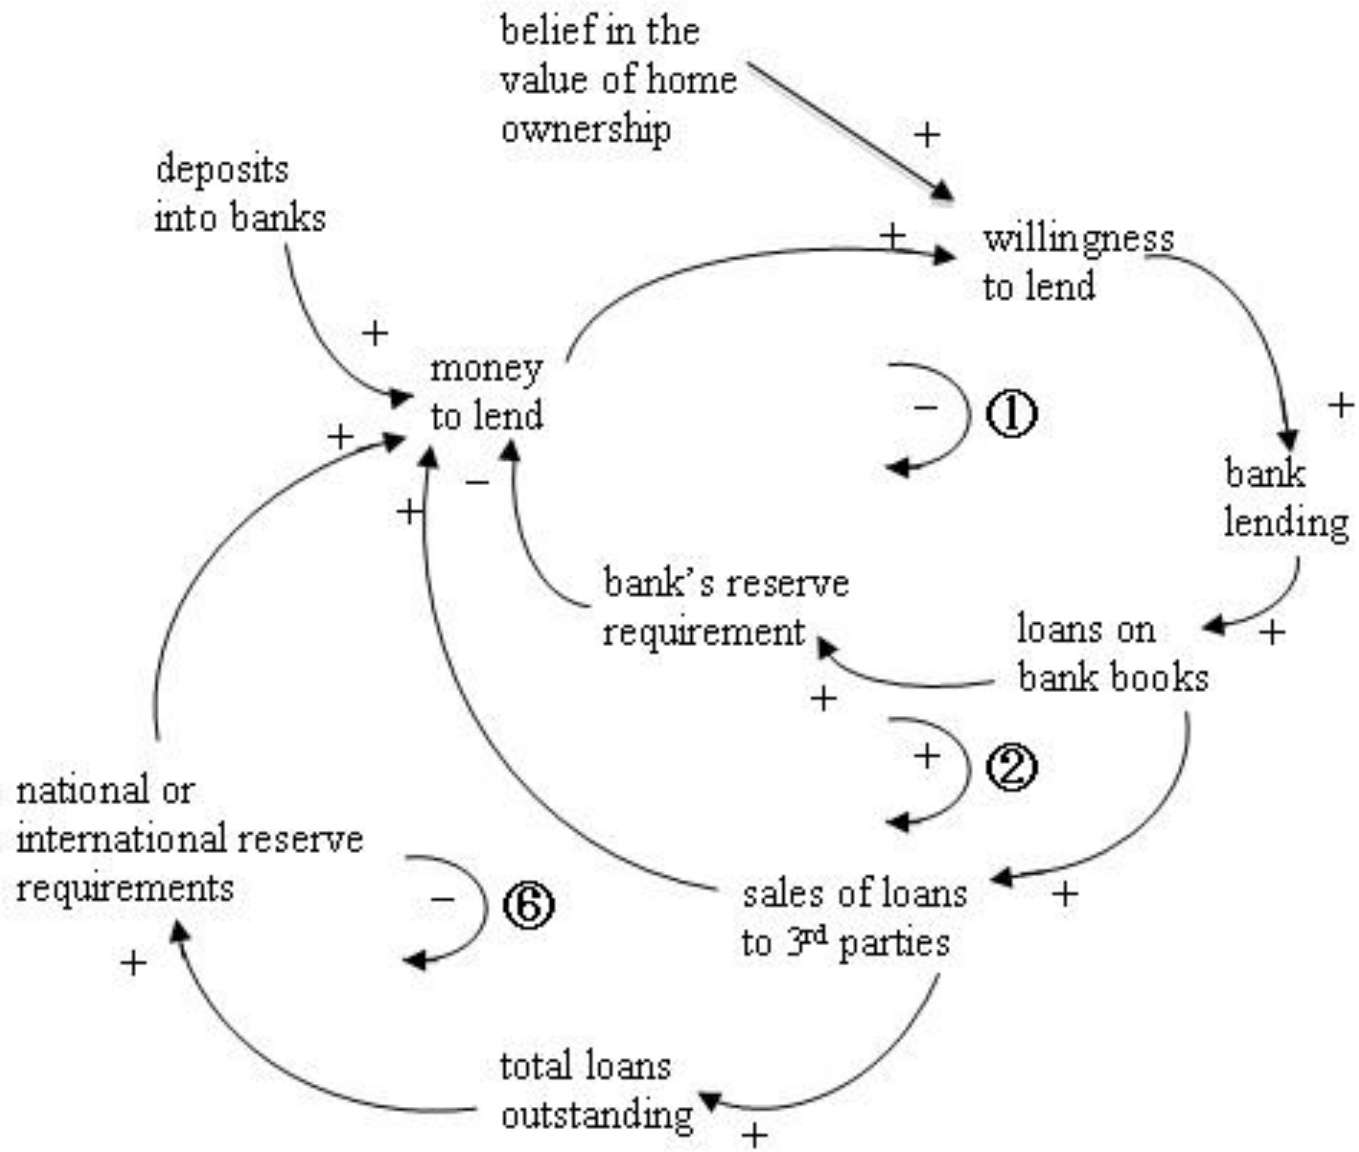 belief in the
value of home
ownership
+
deposits
into banks
+
willingness
to lend
+
money
to lend
+
−
①
+
+
−
bank
lending
bank's reserve
requirement
loans on
bank books
+
+
+
②
national or
international reserve
requirements
−
⑥
sales of loans
to 3rd parties
+
+
total loans
outstanding
+